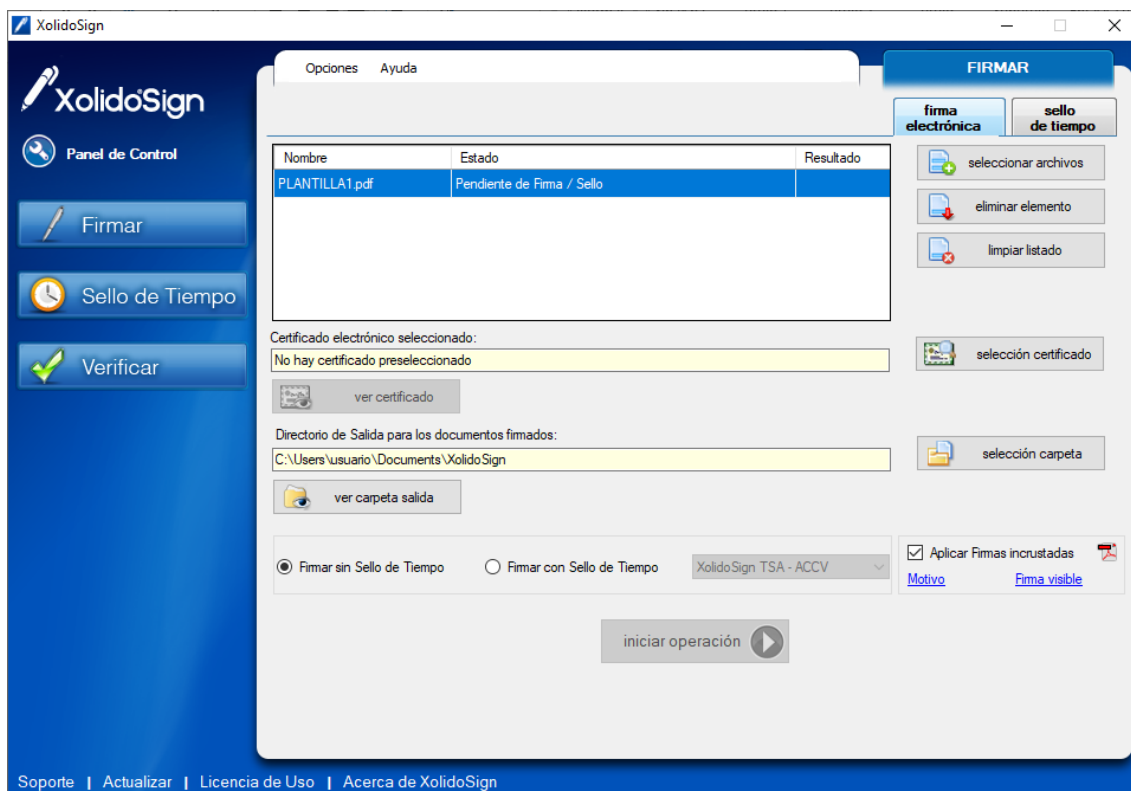 XolidoSign
XolidoSign
Panel de Control
Firmar
Sello de Tiempo
Verificar
Opciones Ayuda
FIRMAR
firma electrónica
sello de tiempo
Nombre Estado Resultado
PLANTILLA1.pdf Pendiente de Firma / Sello
seleccionar archivos
eliminar elemento
limpiar listado
Certificado electrónico seleccionado:
No hay certificado preseleccionado
selección certificado
ver certificado
Directorio de Salida para los documentos firmados:
C:\Users\usuario\Documents\XolidoSign
selección carpeta
ver carpeta salida
Firmar sin Sello de Tiempo Firmar con Sello de Tiempo XolidoSign TSA - ACCV
Aplicar Firmas incrustadas
Motivo Firma visible
iniciar operación
Soporte | Actualizar | Licencia de Uso | Acerca de XolidoSign